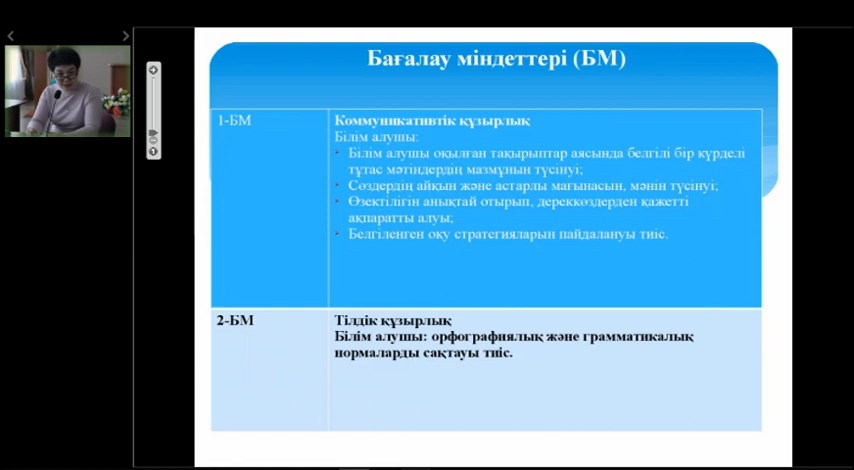 Бағалау міндеттері (БМ)
1-БМ
Коммуникативтік құзырлық
Білім алушы:
Білім алушы оқылған тақырыптар аясында белгілі бір күрделі
тұтас мәтіндердің мазмұнын түсінуі;
Сөздердің айқын және астарлы мағынасын, мәнін түсінуі;
Өзектілігін анықтай отырып, дереккөздерден қажетті
ақпаратты алуы;
Белгіленген оқу стратегияларын пайдалануы тиіс.
2-БМ
Тілдік құзырлық
Білім алушы: орфографиялық және грамматикалық
нормаларды сақтауы тиіс.